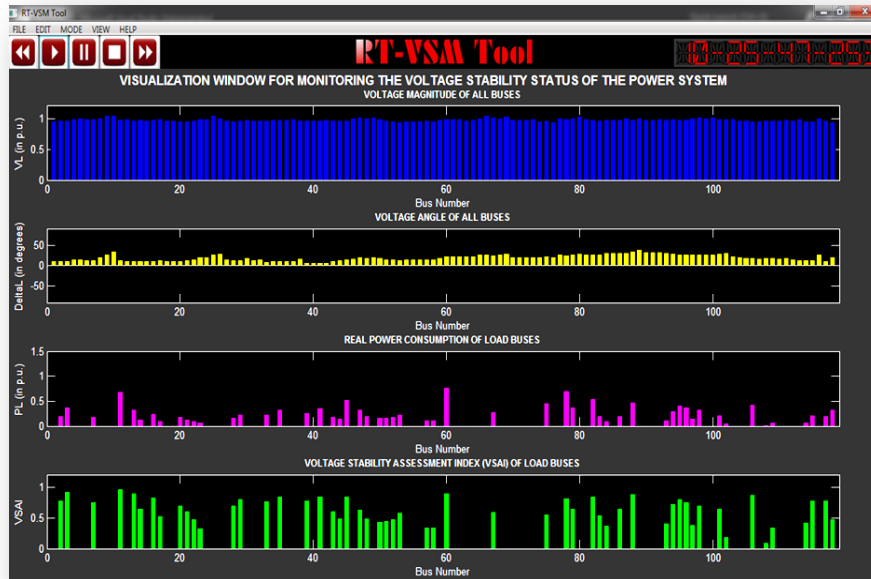 RT-VSM Tool
FILE EDIT MODE VIEW HELP
RT-VSM Tool
VISUALIZATION WINDOW FOR MONITORING THE VOLTAGE STABILITY STATUS OF THE POWER SYSTEM
VOLTAGE MAGNITUDE OF ALL BUSES
VL (in p.u.)
1
0.5
0
0 20 40 60 80 100
Bus Number
VOLTAGE ANGLE OF ALL BUSES
DeltaL (in degrees)
50
0
-50
0 20 40 60 80 100
Bus Number
REAL POWER CONSUMPTION OF LOAD BUSES
PL (in p.u.)
1.5
1
0.5
0
0 20 40 60 80 100
Bus Number
VOLTAGE STABILITY ASSESSMENT INDEX (VSAI) OF LOAD BUSES
VSAI
1
0.5
0
0 20 40 60 80 100
Bus Number